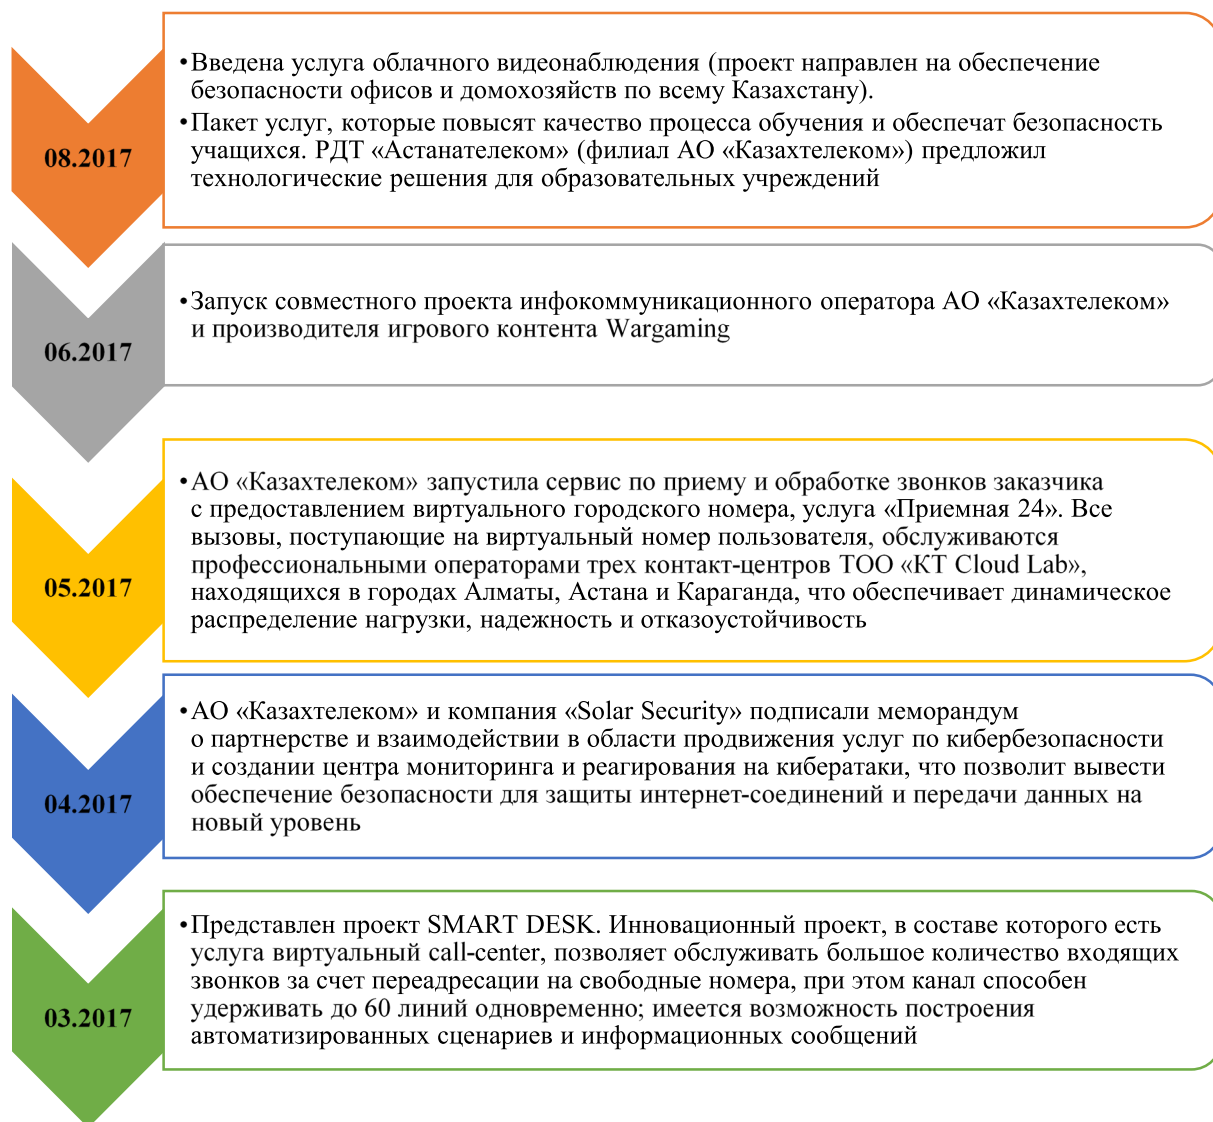 08.2017
•Введена услуга облачного видеонаблюдения (проект направлен на обеспечение
безопасности офисов и домохозяйств по всему Казахстану).
•Пакет услуг, которые повысят качество процесса обучения и обеспечат безопасность
учащихся. РДТ «Астанателеком» (филиал АО «Казахтелеком») предложил
технологические решения для образовательных учреждений
06.2017
•Запуск совместного проекта инфокоммуникационного оператора АО «Казахтелеком»
и производителя игрового контента Wargaming
05.2017
•АО «Казахтелеком» запустила сервис по приему и обработке звонков заказчика
с предоставлением виртуального городского номера, услуга «Приемная 24». Все
вызовы, поступающие на виртуальный номер пользователя, обслуживаются
профессиональными операторами трех контакт-центров ТОО «KT Cloud Lab»,
находящихся в городах Алматы, Астана и Караганда, что обеспечивает динамическое
распределение нагрузки, надежность и отказоустойчивость
04.2017
•АО «Казахтелеком» и компания «Solar Security» подписали меморандум
о партнерстве и взаимодействии в области продвижения услуг по кибербезопасности
и создании центра мониторинга и реагирования на кибератаки, что позволит вывести
обеспечение безопасности для защиты интернет-соединений и передачи данных на
новый уровень
03.2017
•Представлен проект SMART DESK. Инновационный проект, в составе которого есть
услуга виртуальный call-center, позволяет обслуживать большое количество входящих
звонков за счет переадресации на свободные номера, при этом канал способен
удерживать до 60 линий одновременно; имеется возможность построения
автоматизированных сценариев и информационных сообщений